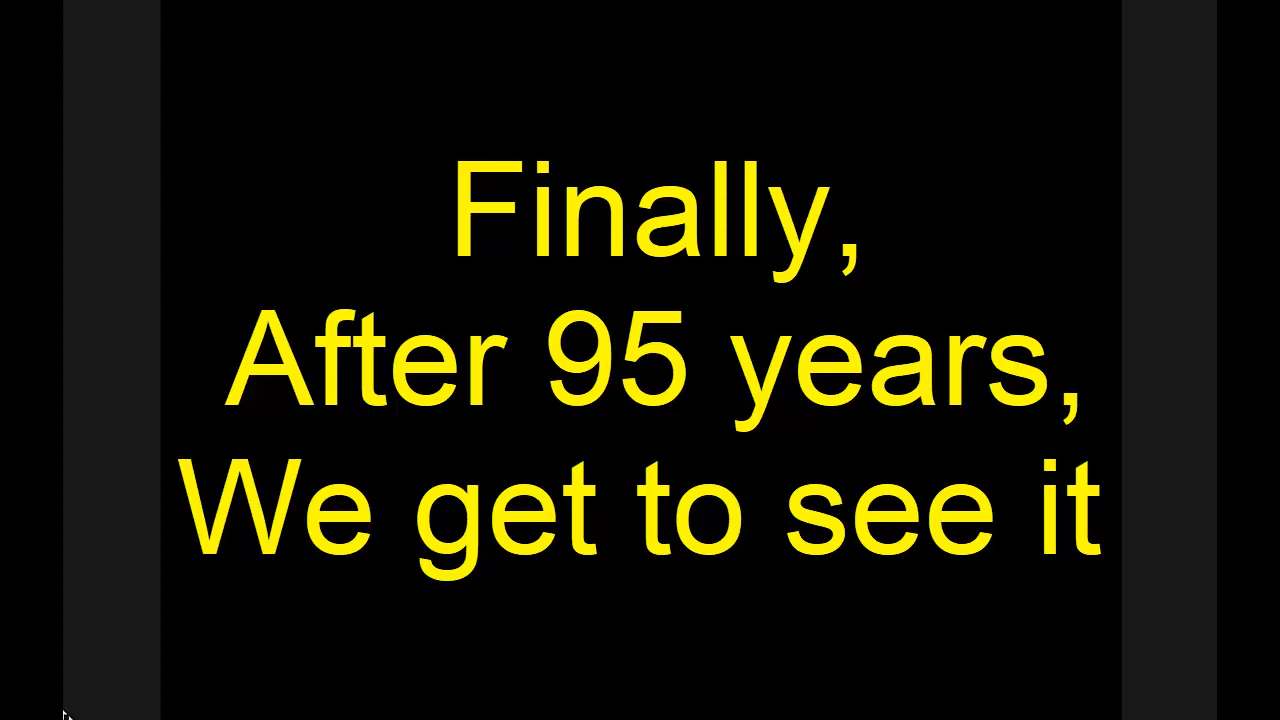 Finally,
After 95 years,
We get to see it